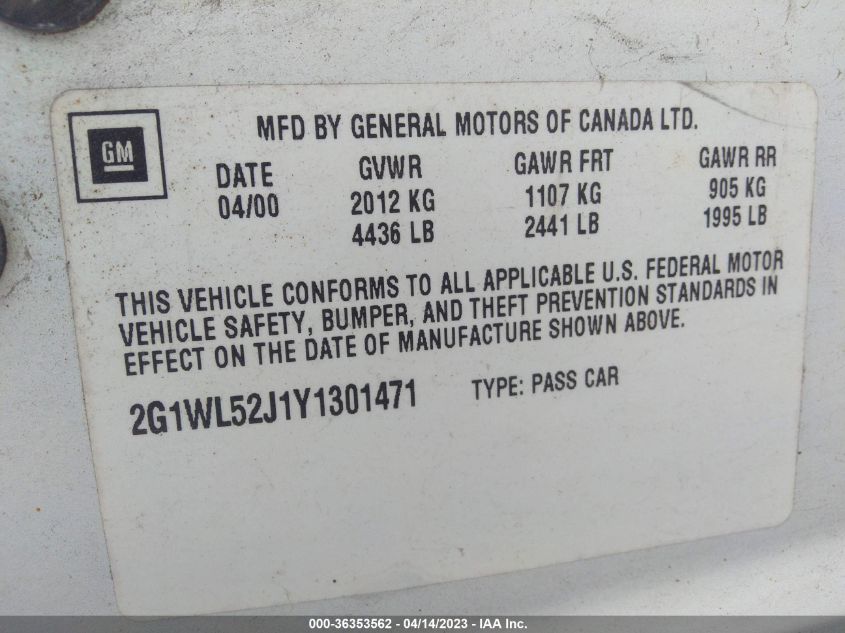 GM
MFD BY GENERAL MOTORS OF CANADA LTD.
DATE GVWR GAWR FRT GAWR RR
04/00 2012 KG 1107 KG 905 KG
4436 LB 2441 LB 1995 LB
THIS VEHICLE CONFORMS TO ALL APPLICABLE U.S. FEDERAL MOTOR
VEHICLE SAFETY, BUMPER, AND THEFT PREVENTION STANDARDS IN
EFFECT ON THE DATE OF MANUFACTURE SHOWN ABOVE.
2G1WL52J1Y1301471 TYPE: PASS CAR
000-36353562 - 04/14/2023 - IAA Inc.